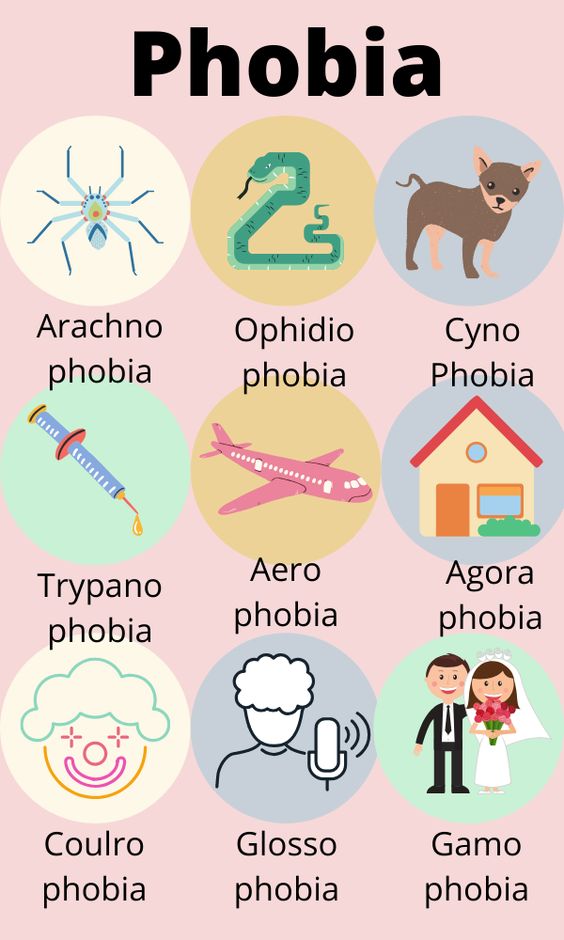 Phobia
Arachno
phobia
Ophidio
phobia
Cyno
Phobia
Trypano
phobia
Aero
phobia
Agora
phobia
Coulro
phobia
Glosso
phobia
Gamo
phobia